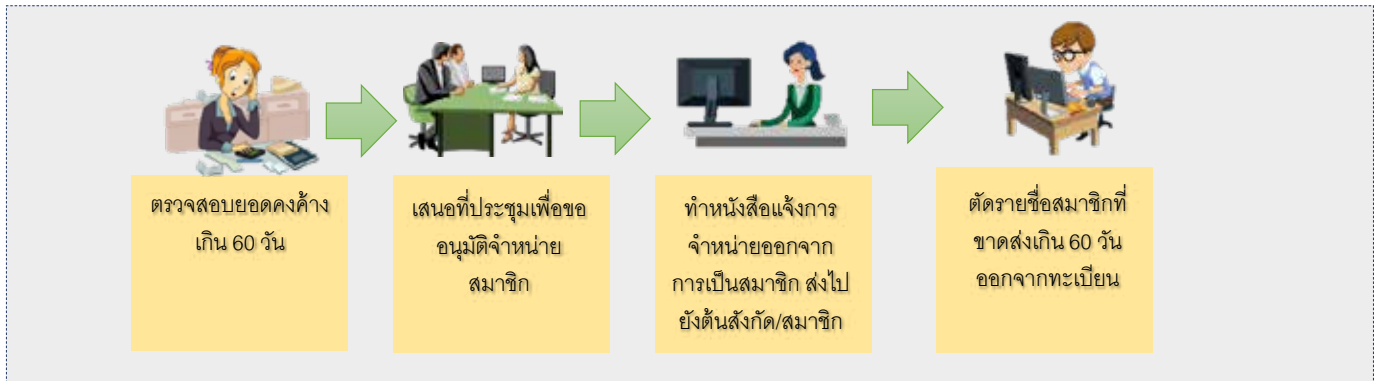 ตรวจสอบยอดคงค้าง
เกิน 60 วัน
เสนอที่ประชุมเพื่อขอ
อนุมัติจำหน่าย
สมาชิก
ทำหนังสือแจ้งการ
จำหน่ายออกจาก
การเป็นสมาชิก ส่งไป
ยังต้นสังกัด/สมาชิก
ตัดรายชื่อสมาชิกที่
ขาดส่งเกิน 60 วัน
ออกจากทะเบียน